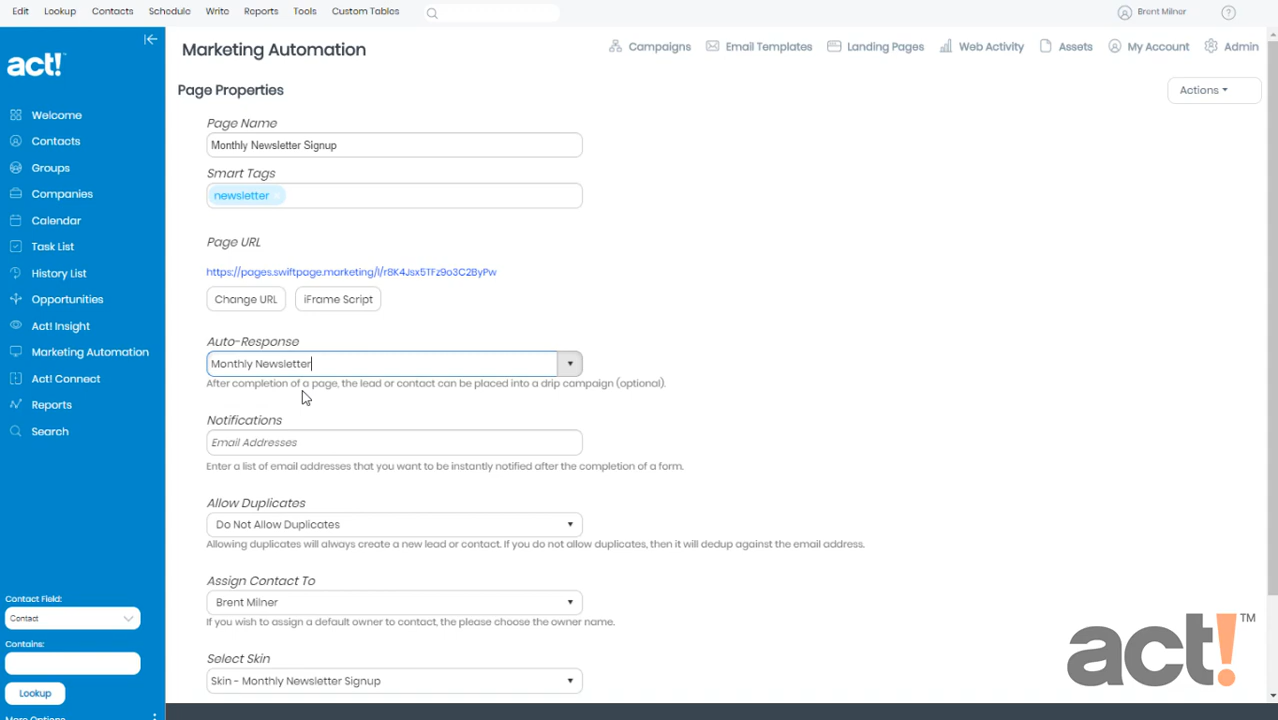 Edit Lookup Contacts Schedule Write Reports Tools Custom Tables
Brent Milner
?
act!
Welcome
Contacts
Groups
Companies
Calendar
Task List
History List
Opportunities
Act! Insight
Marketing Automation
Act! Connect
Reports
Search
Contact Field:
Contact
Contains:
Lookup
More Options
Marketing Automation
Campaigns Email Templates Landing Pages Web Activity Assets My Account Admin
Page Properties
Actions
Page Name
Monthly Newsletter Signup
Smart Tags
newsletter
Page URL
https://pages.swiftpage.marketing/l/r8K4Jsx5TFz9o3C2ByPw
Change URL iFrame Script
Auto-Response
Monthly Newsletter
After completion of a page, the lead or contact can be placed into a drip campaign (optional).
Notifications
Email Addresses
Enter a list of email addresses that you want to be instantly notified after the completion of a form.
Allow Duplicates
Do Not Allow Duplicates
Allowing duplicates will always create a new lead or contact. If you do not allow duplicates, then it will dedup against the email address.
Assign Contact To
Brent Milner
If you wish to assign a default owner to contact, the please choose the owner name.
Select Skin
Skin - Monthly Newsletter Signup
act! TM